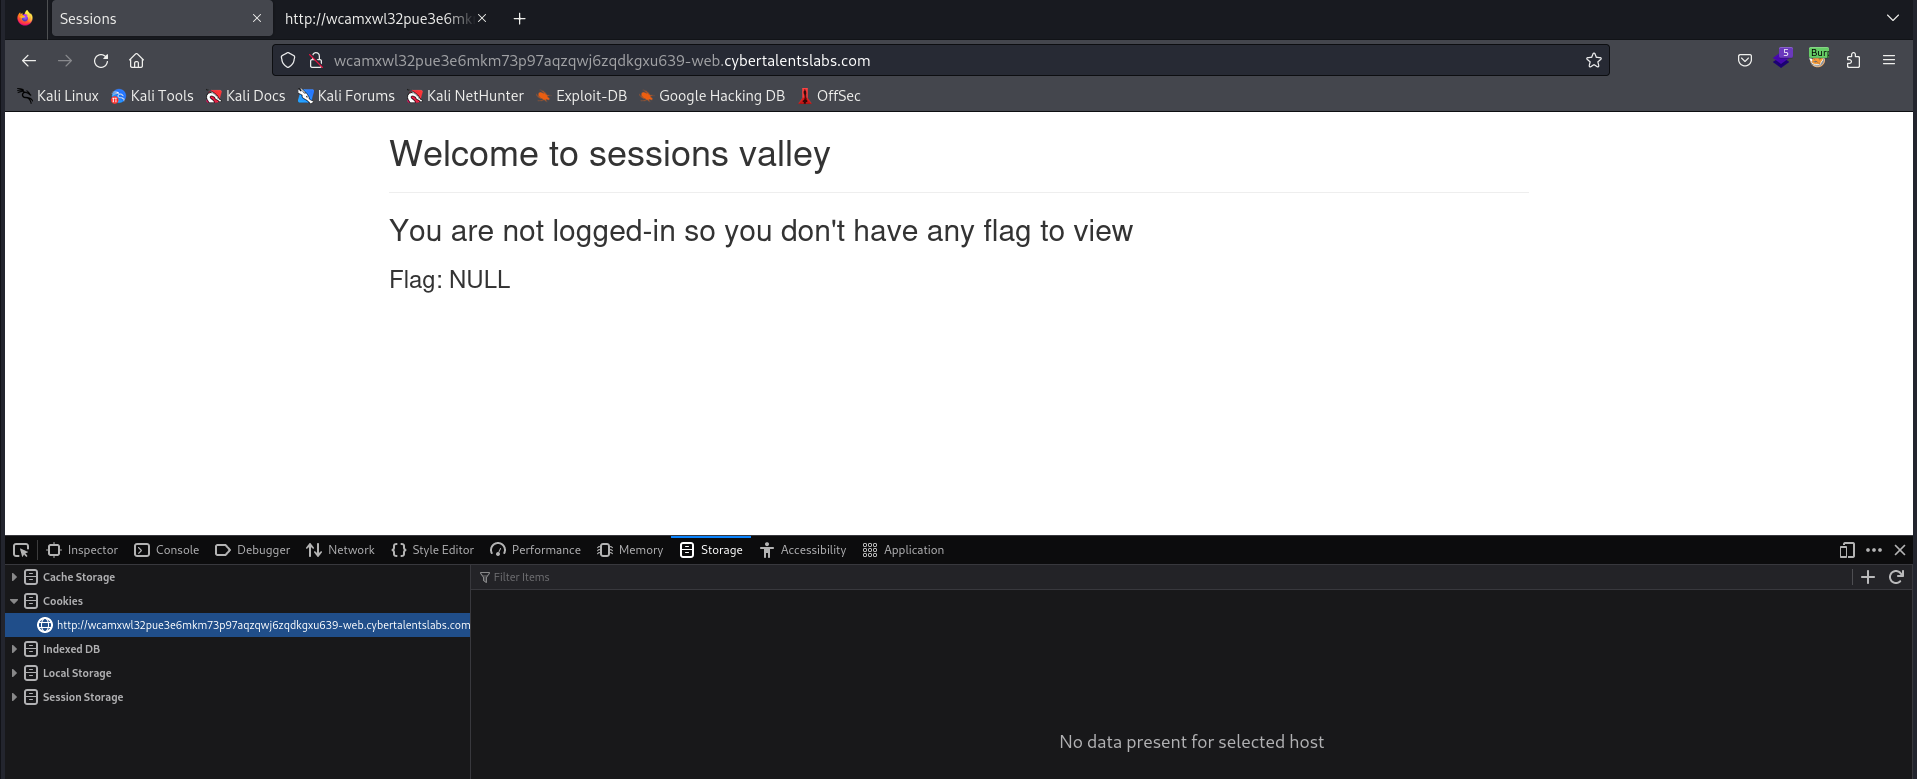 Sessions
http://wcamxwl32pue3e6mk
wcamxwl32pue3e6mkm73p97aqzqwj6zqdkgxu639-web.cybertalentslabs.com
5
Burp
Kali Linux Kali Tools Kali Docs Kali Forums Kali NetHunter Exploit-DB Google Hacking DB OffSec
Welcome to sessions valley
You are not logged-in so you don't have any flag to view
Flag: NULL
Inspector Console Debugger Network Style Editor Performance Memory Storage Accessibility Application
Cache Storage
Filter Items
Cookies
http://wcamxwl32pue3e6mkm73p97aqzqwj6zqdkgxu639-web.cybertalentslabs.com
Indexed DB
Local Storage
Session Storage
No data present for selected host